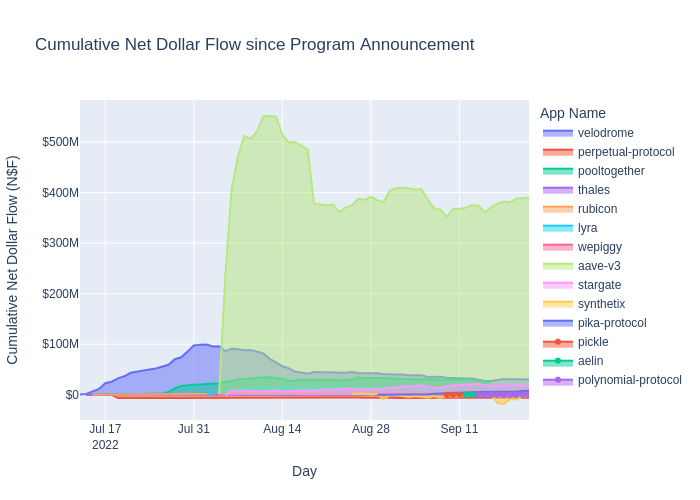 Cumulative Net Dollar Flow since Program Announcement
App Name
velodrome
perpetual-protocol
pooltogether
thales
rubicon
lyra
wepiggy
aave-v3
stargate
synthetix
pika-protocol
pickle
aelin
polynomial-protocol
Cumulative Net Dollar Flow (N$F)
$500M
$400M
$300M
$200M
$100M
$0
Jul 17
2022
Jul 31
Aug 14
Aug 28
Sep 11
Day